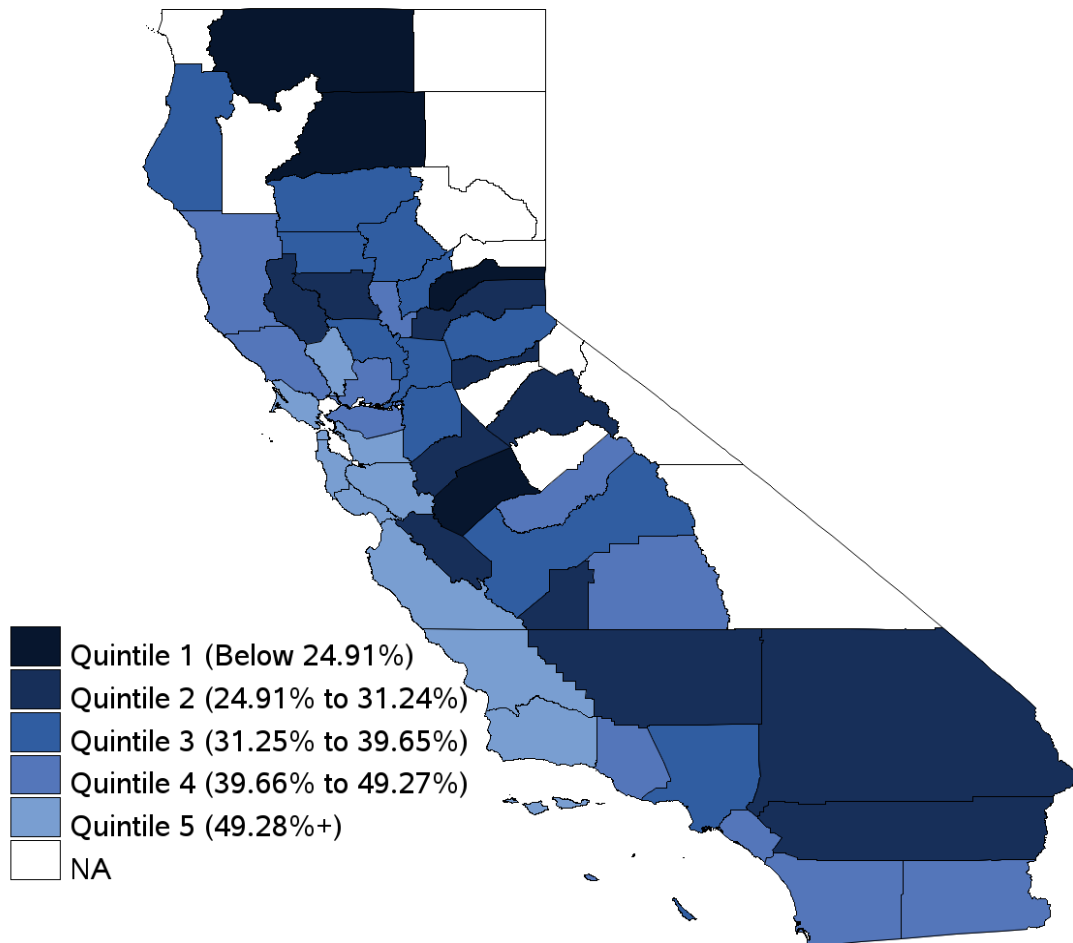 Quintile 1 (Below 24.91%)
Quintile 2 (24.91% to 31.24%)
Quintile 3 (31.25% to 39.65%)
Quintile 4 (39.66% to 49.27%)
Quintile 5 (49.28%+)
NA